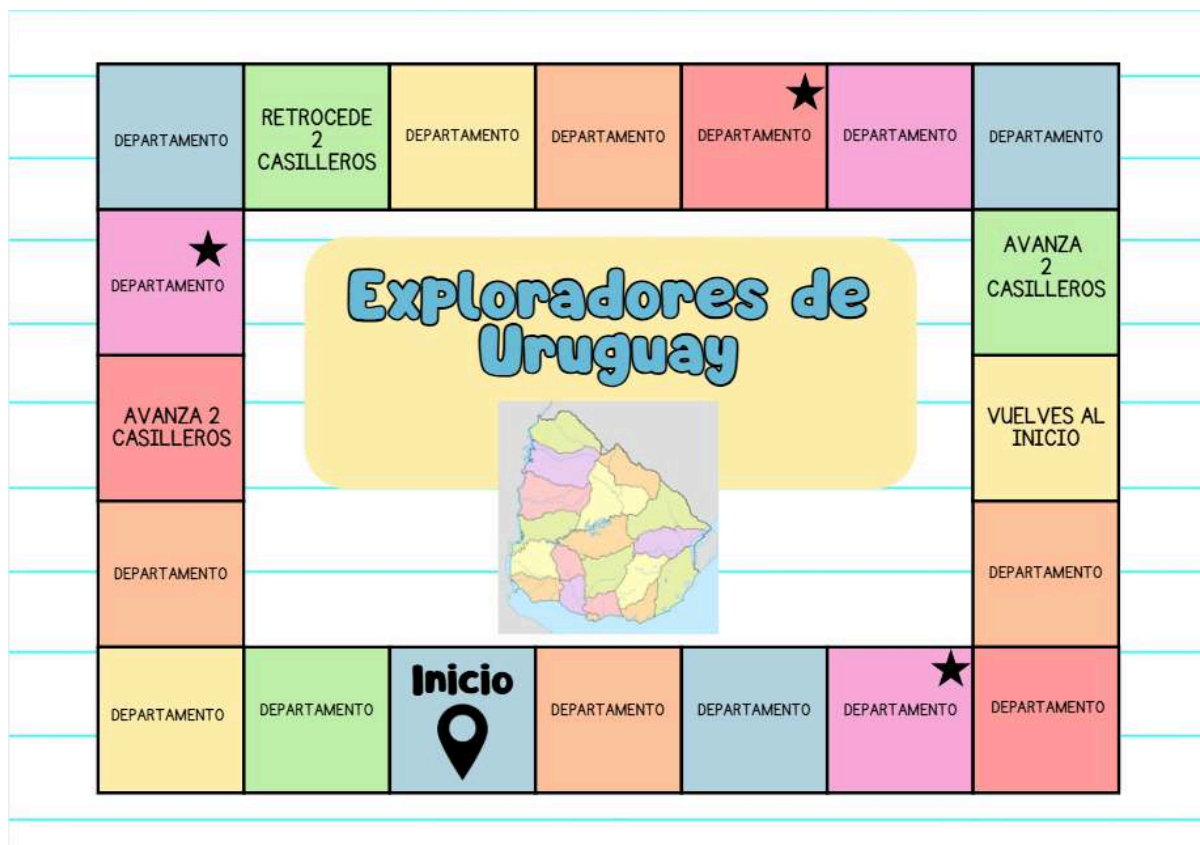 DEPARTAMENTO
RETROCEDE
2
CASILLEROS
DEPARTAMENTO
DEPARTAMENTO
DEPARTAMENTO
DEPARTAMENTO
DEPARTAMENTO
DEPARTAMENTO
Exploradores de
Uruguay
AVANZA
2
CASILLEROS
AVANZA 2
CASILLEROS
VUELVES AL
INICIO
DEPARTAMENTO
DEPARTAMENTO
DEPARTAMENTO
DEPARTAMENTO
Inicio
DEPARTAMENTO
DEPARTAMENTO
DEPARTAMENTO
DEPARTAMENTO